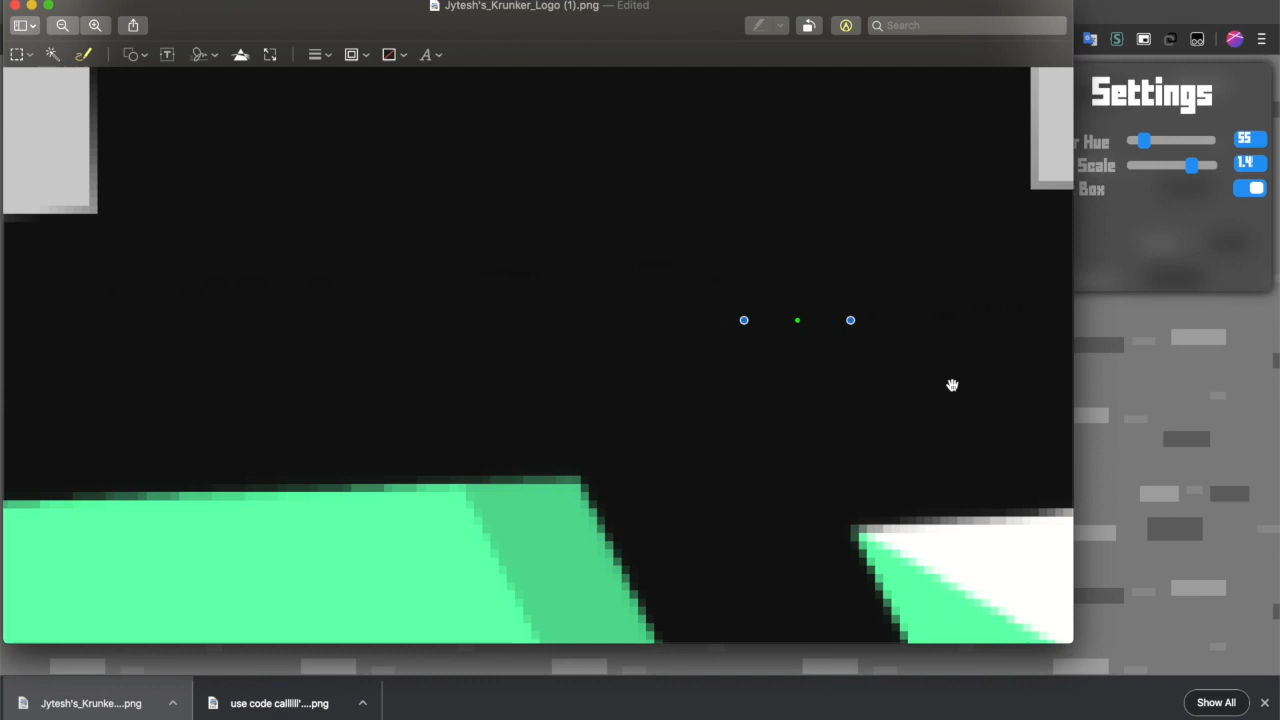 Jytesh's_Krunker_Logo (1).png — Edited
Search
Settings
r Hue
55
Scale
1.4
Box
Jytesh's_Krunke....png
use code callllll'....png
Show All